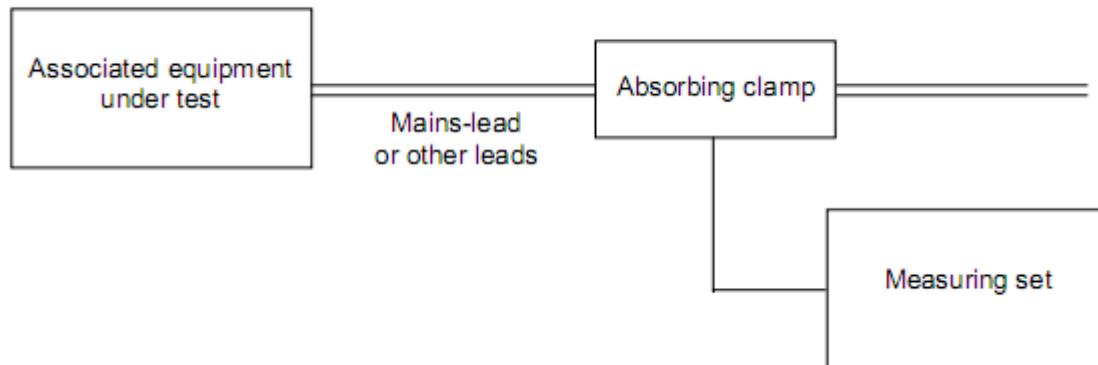 Associated equipment
under test
Absorbing clamp
Mains-lead
or other leads
Measuring set